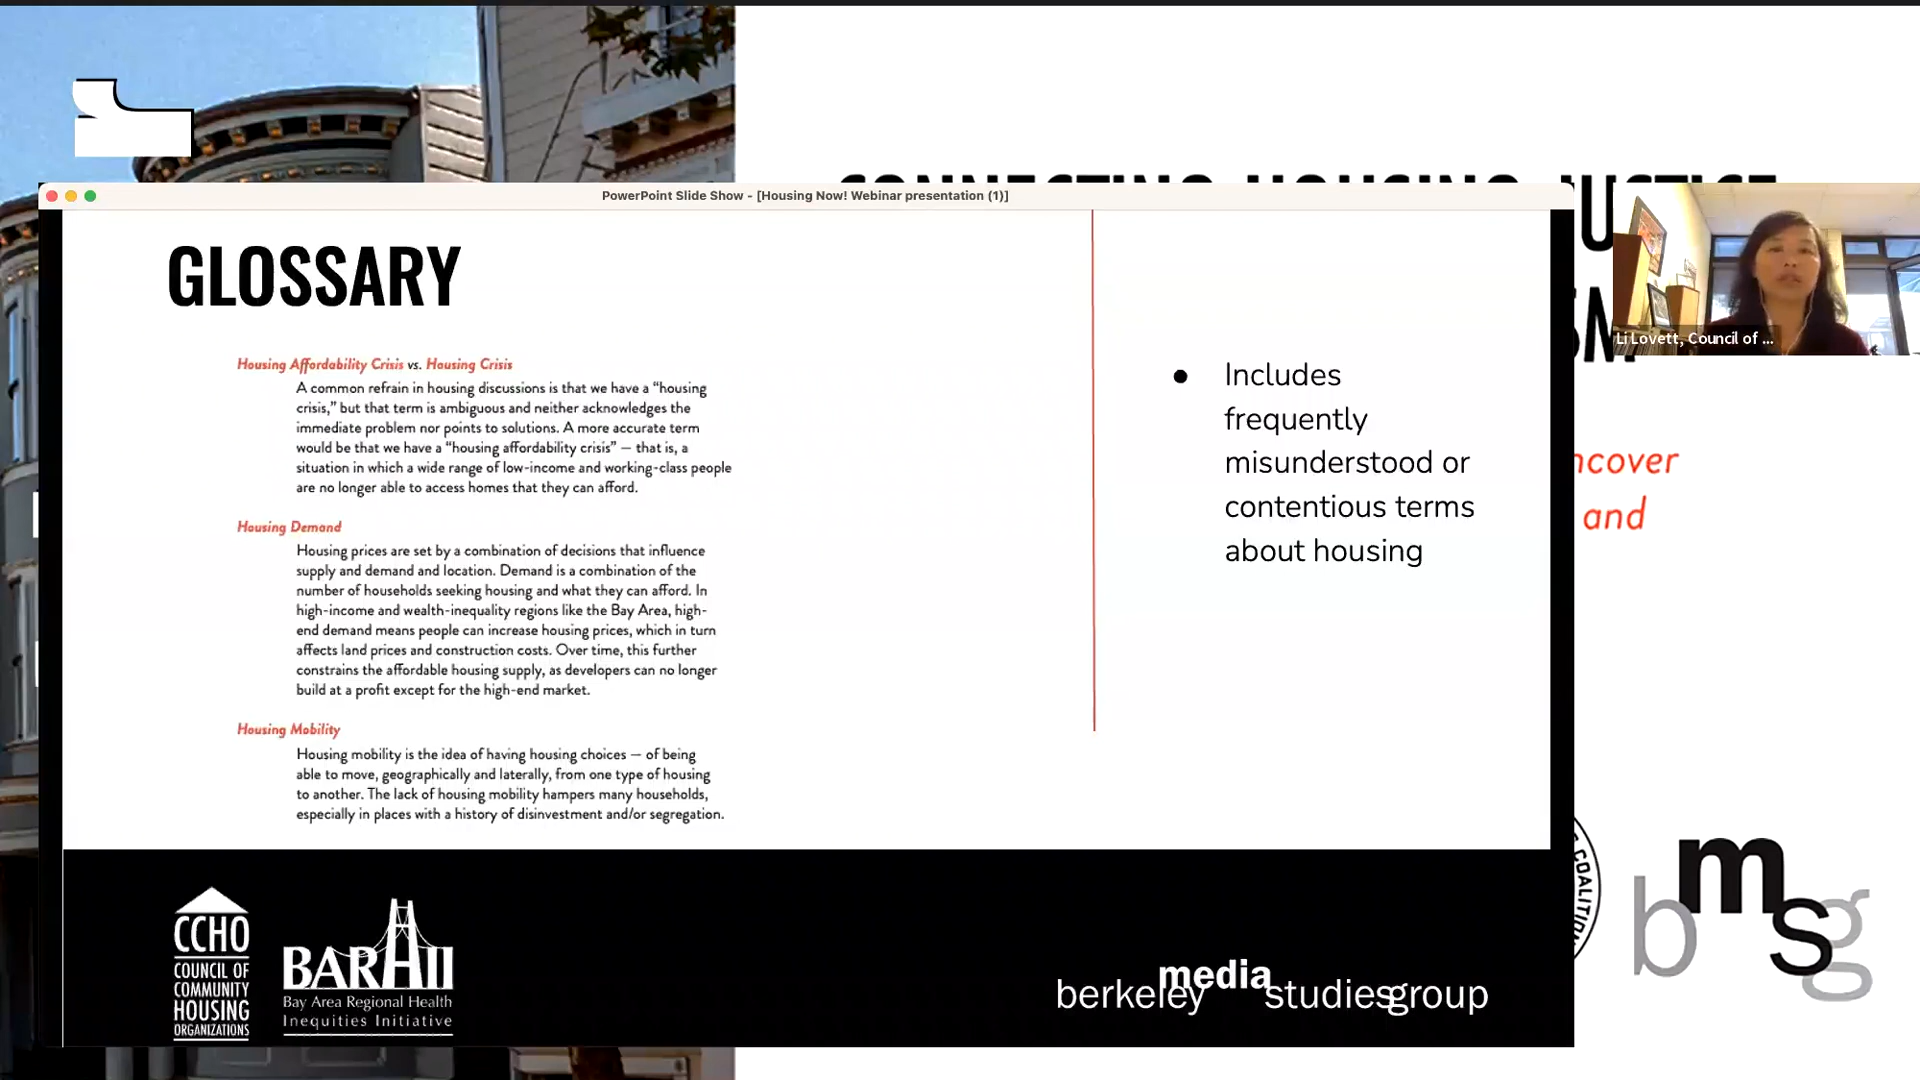 CONNECTING HOUSING JUSTICE
PowerPoint Slide Show - [Housing Now! Webinar presentation (1)]
GLOSSARY
Housing Affordability Crisis vs. Housing Crisis
A common refrain in housing discussions is that we have a “housing
crisis,” but that term is ambiguous and neither acknowledges the
immediate problem nor points to solutions. A more accurate term
would be that we have a “housing affordability crisis” — that is, a
situation in which a wide range of low-income and working-class people
are no longer able to access homes that they can afford.
Housing Demand
Housing prices are set by a combination of decisions that influence
supply and demand and location. Demand is a combination of the
number of households seeking housing and what they can afford. In
high-income and wealth-inequality regions like the Bay Area, high-
end demand means people can increase housing prices, which in turn
affects land prices and construction costs. Over time, this further
constrains the affordable housing supply, as developers can no longer
build at a profit except for the high-end market.
Housing Mobility
Housing mobility is the idea of having housing choices — of being
able to move, geographically and laterally, from one type of housing
to another. The lack of housing mobility hampers many households,
especially in places with a history of disinvestment and/or segregation.
● Includes
frequently
misunderstood or
contentious terms
about housing
Li Lovett, Council of ...
ncover
and
CCHO
COUNCIL OF
COMMUNITY
HOUSING
ORGANIZATIONS
BARHII
Bay Area Regional Health
Inequities Initiative
berkeley media studies group
COALITION
bmsg